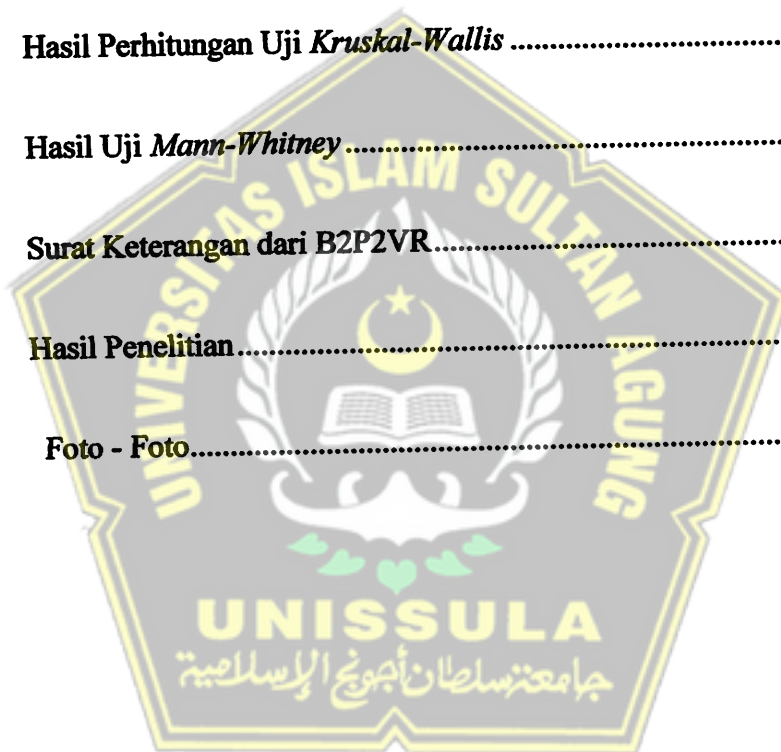 Hasil Perhitungan Uji Kruskal-Wallis ........................................
Hasil Uji Mann-Whitney ................................................................
Surat Keterangan dari B2P2VR ....................................................
Hasil Penelitian ................................................................................
Foto - Foto ........................................................................................
UNIVERSITAS ISLAM SULTAN AGUNG
UNISSULA
جامعة سلطان أجونج الإسلامية